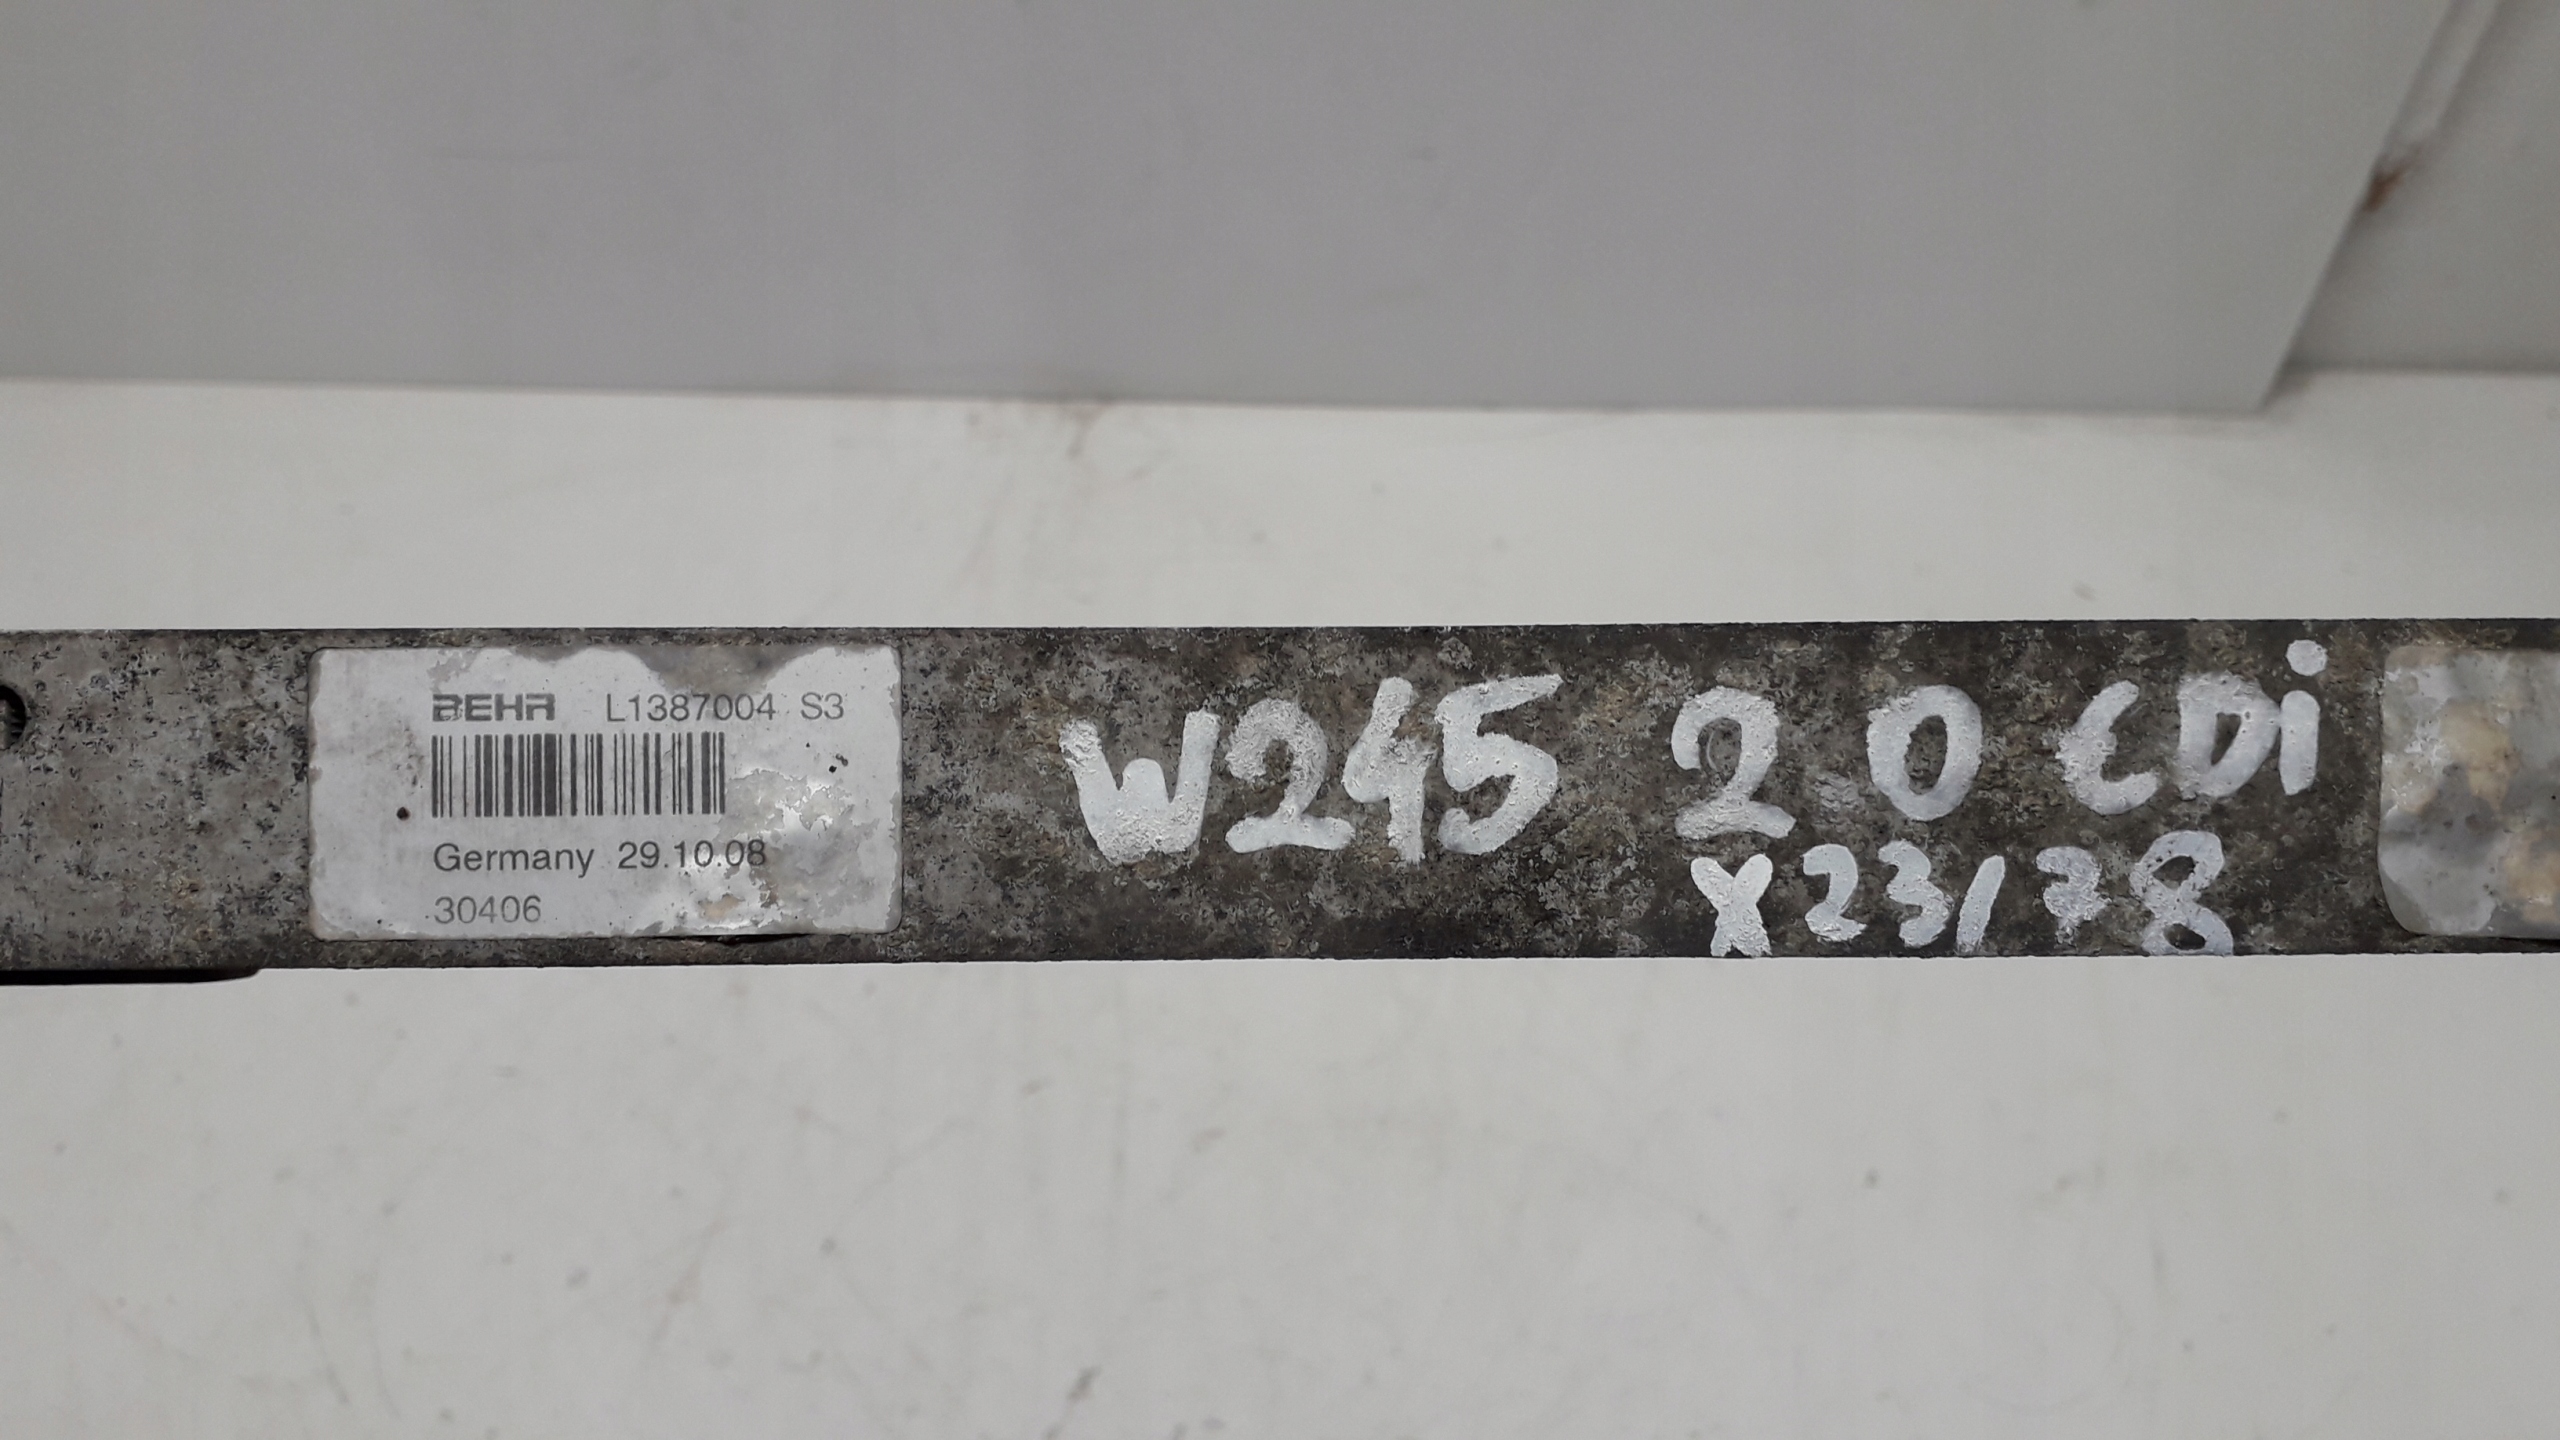 BEHR L1387004 S3
Germany 29.10.08
30406
W245 2.0 CDi
X23/78